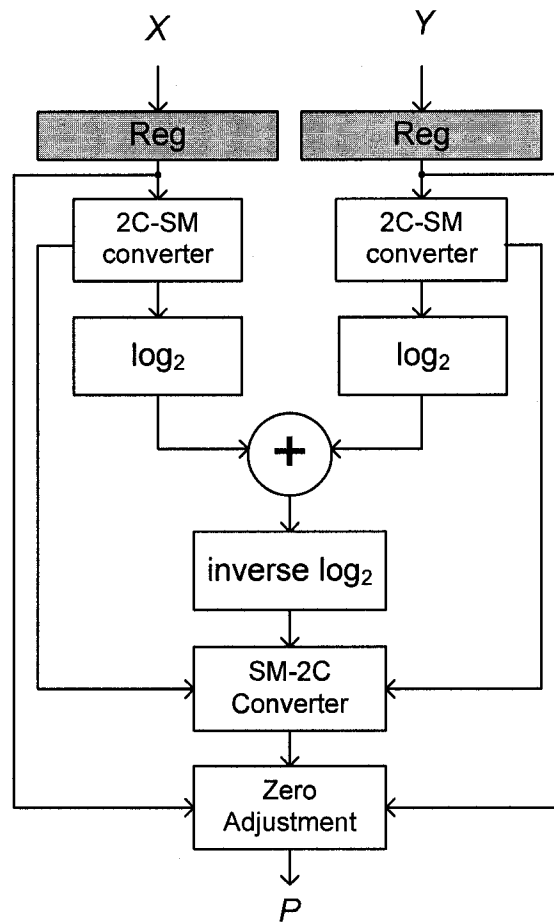 X Y
Reg Reg
2C-SM 2C-SM
converter converter
log₂ log₂
+
inverse log₂
SM-2C
Converter
Zero
Adjustment
P